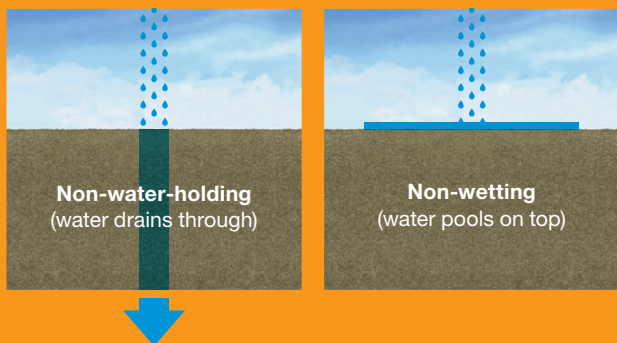 Non-water-holding
(water drains through)
Non-wetting
(water pools on top)